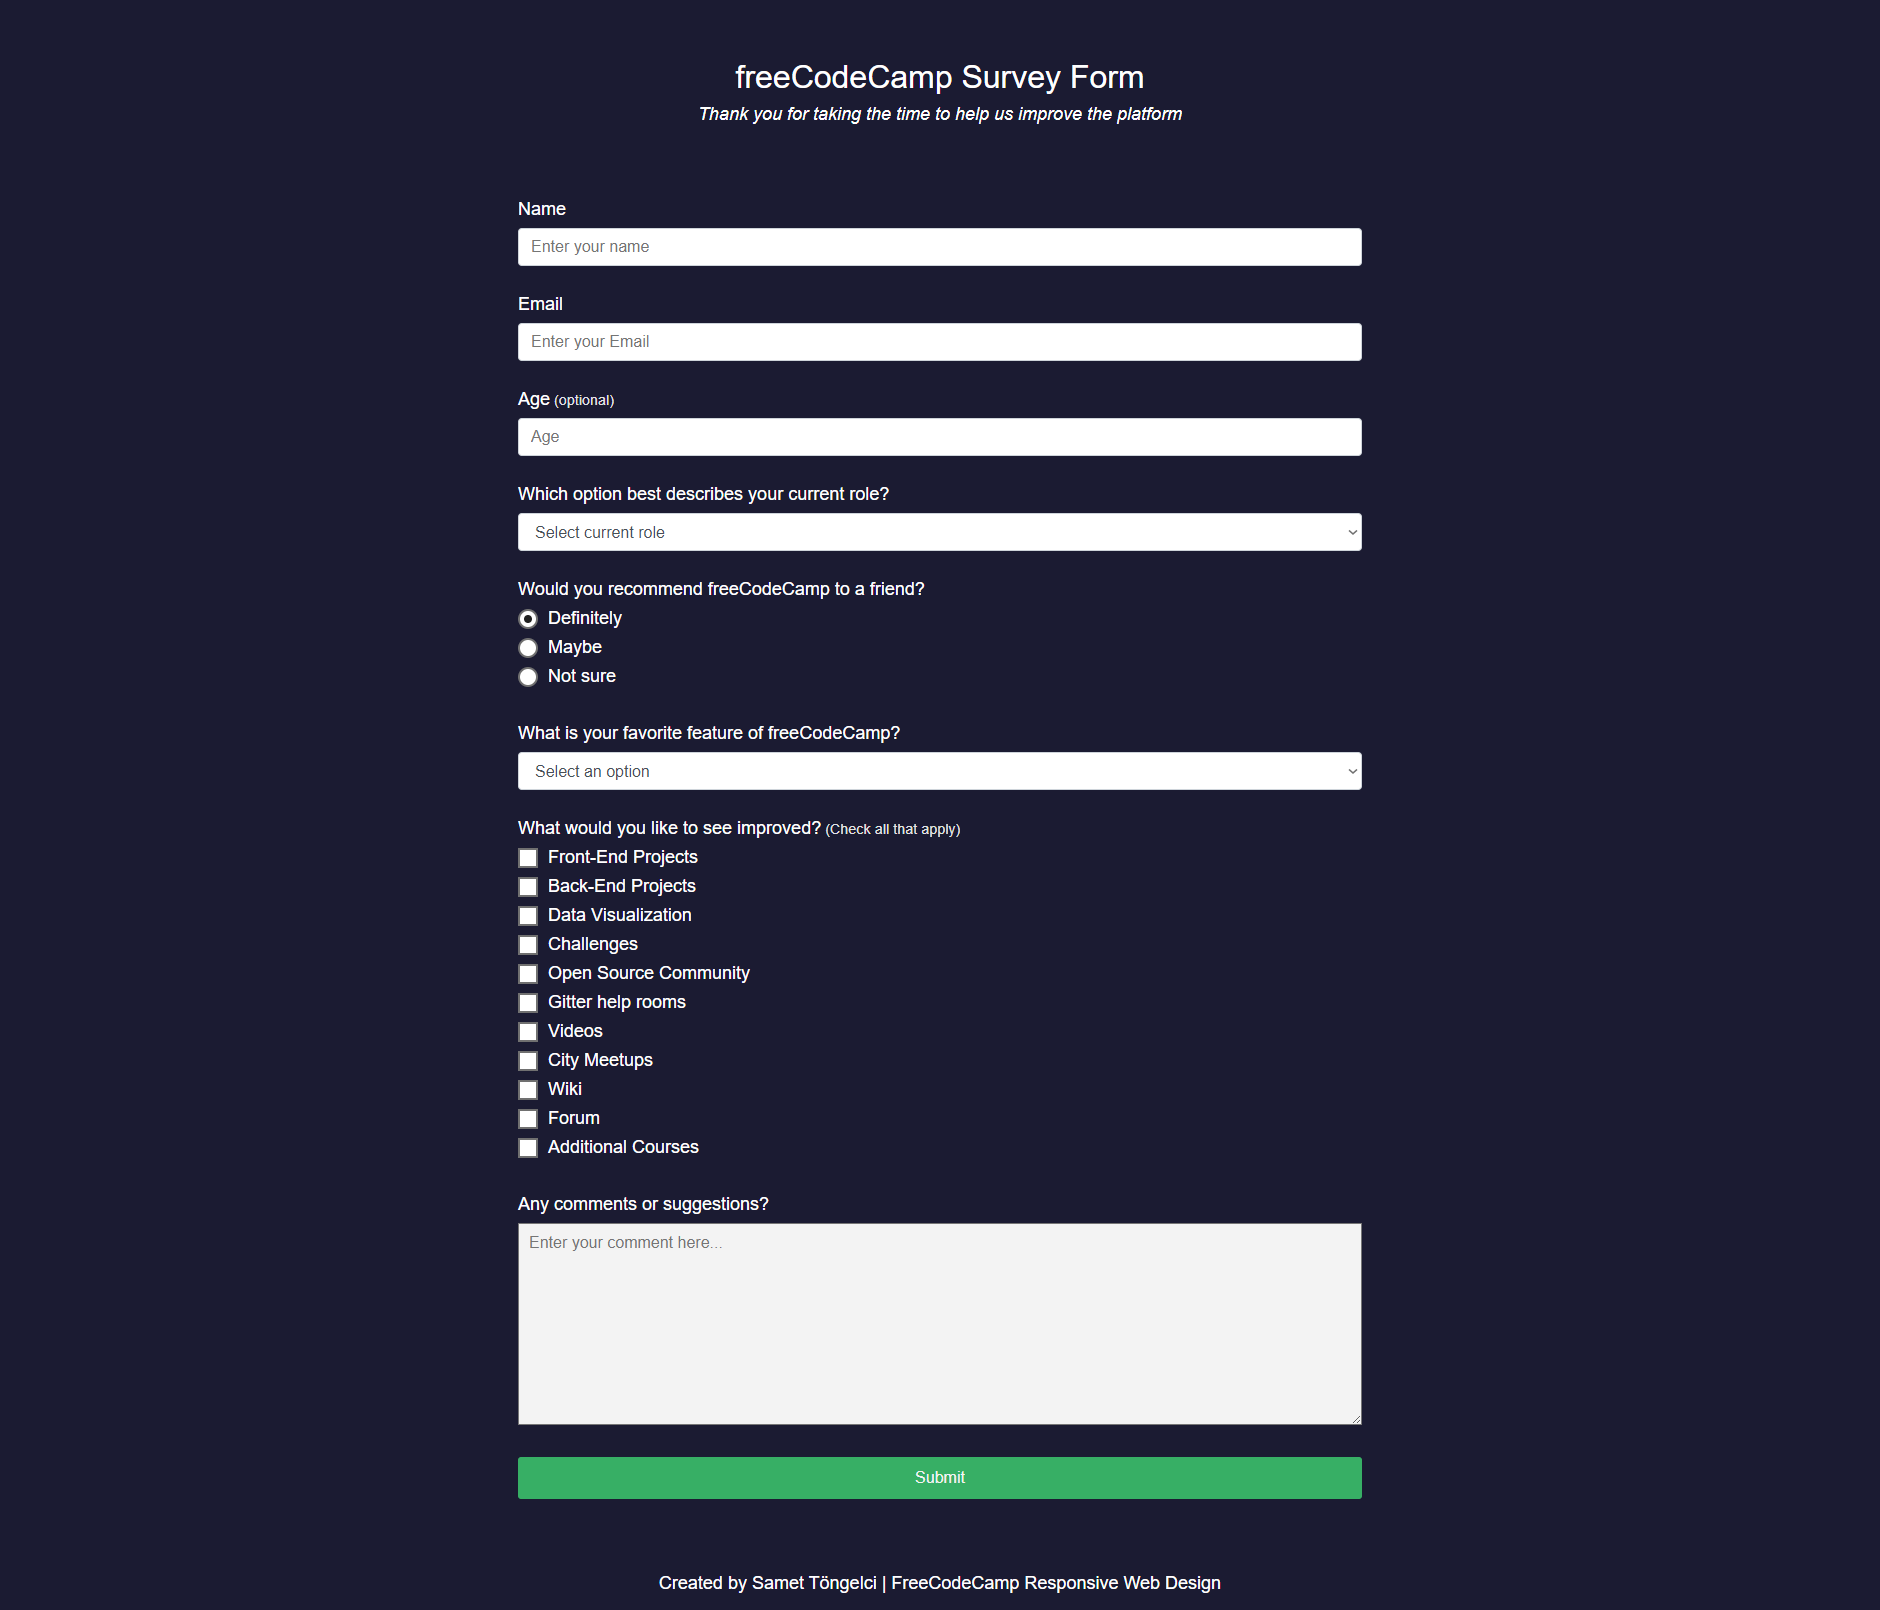 freeCodeCamp Survey Form
Thank you for taking the time to help us improve the platform
Name
Enter your name
Email
Enter your Email
Age (optional)
Age
Which option best describes your current role?
Select current role
Would you recommend freeCodeCamp to a friend?
Definitely
Maybe
Not sure
What is your favorite feature of freeCodeCamp?
Select an option
What would you like to see improved? (Check all that apply)
Front-End Projects
Back-End Projects
Data Visualization
Challenges
Open Source Community
Gitter help rooms
Videos
City Meetups
Wiki
Forum
Additional Courses
Any comments or suggestions?
Enter your comment here...
Submit
Created by Samet Töngelci | FreeCodeCamp Responsive Web Design